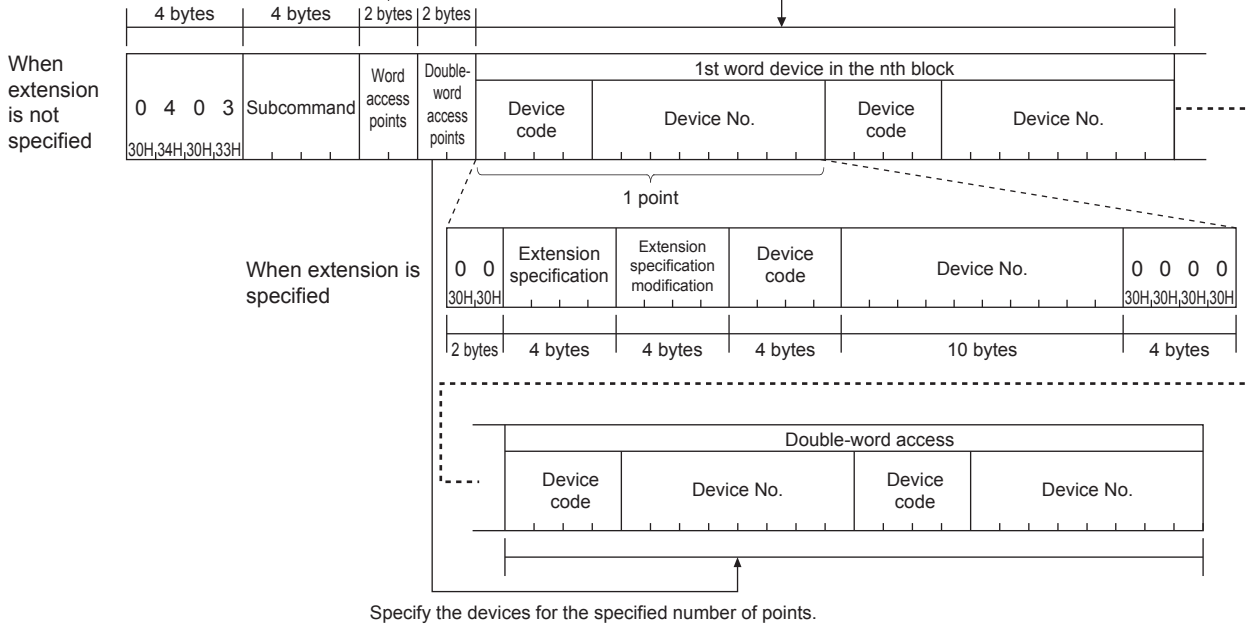 4 bytes 4 bytes 2 bytes 2 bytes
When
extension
is not
specified
0 4 0 3
30H,34H,30H,33H
Subcommand
Word
access
points
Double-
word
access
points
1st word device in the nth block
Device
code
Device No.
Device
code
Device No.
1 point
When extension is
specified
0 0
30H,30H
Extension
specification
Extension
specification
modification
Device
code
Device No.
0 0 0 0
30H,30H,30H,30H
2 bytes 4 bytes 4 bytes 4 bytes 10 bytes 4 bytes
Double-word access
Device
code
Device No.
Device
code
Device No.
Specify the devices for the specified number of points.